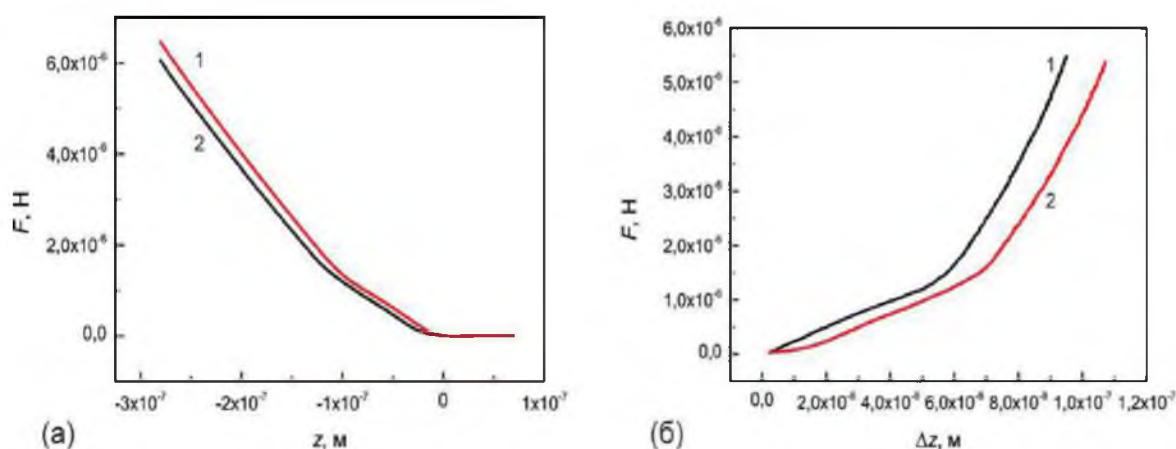 F, Н
6,0x10⁻⁶
4,0x10⁻⁶
2,0x10⁻⁶
0,0
1
2
-3x10⁻⁷ -2x10⁻⁷ -1x10⁻⁷ 0 1x10⁻⁷
(а) z, м
F, Н
6,0x10⁻⁶
5,0x10⁻⁶
4,0x10⁻⁶
3,0x10⁻⁶
2,0x10⁻⁶
1,0x10⁻⁶
0,0
1
2
0,0 2,0x10⁻⁸ 4,0x10⁻⁸ 6,0x10⁻⁸ 8,0x10⁻⁸ 1,0x10⁻⁷ 1,2x10⁻⁷
(б) Δz, м